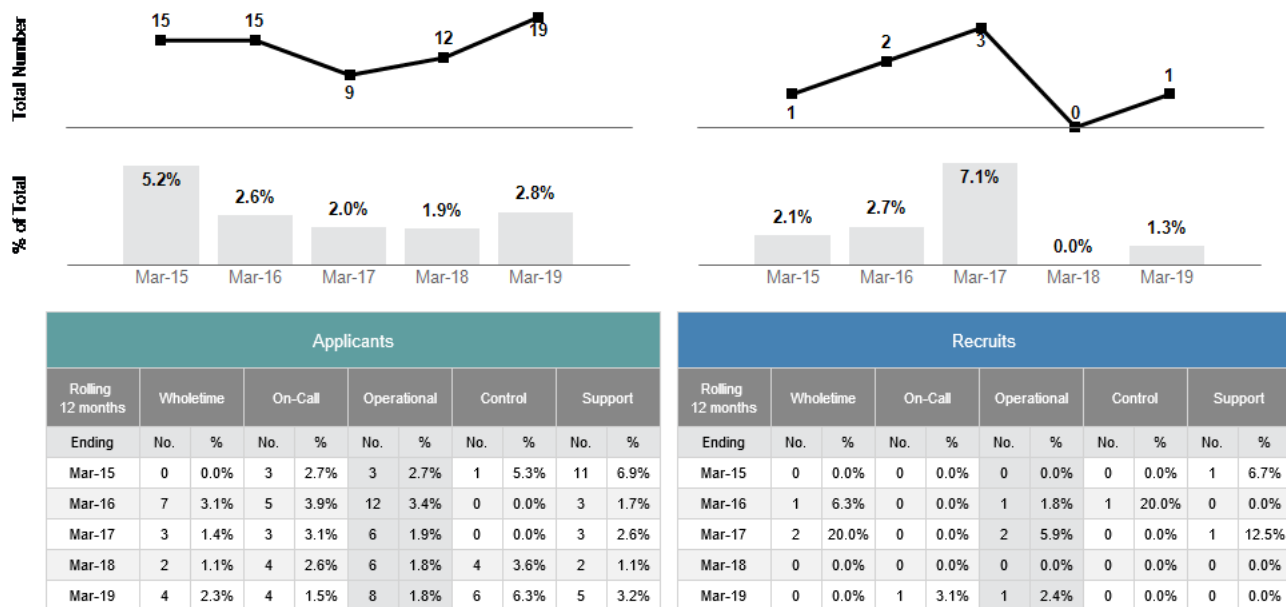 Total Number
15 15 9 12 19
1 2 3 0 1
% of Total
5.2% 2.6% 2.0% 1.9% 2.8%
2.1% 2.7% 7.1% 0.0% 1.3%
Mar-15 Mar-16 Mar-17 Mar-18 Mar-19
Mar-15 Mar-16 Mar-17 Mar-18 Mar-19
Applicants
Rolling 12 months Wholetime On-Call Operational Control Support
Ending No. % No. % No. % No. % No. %
Mar-15 0 0.0% 3 2.7% 3 2.7% 1 5.3% 11 6.9%
Mar-16 7 3.1% 5 3.9% 12 3.4% 0 0.0% 3 1.7%
Mar-17 3 1.4% 3 3.1% 6 1.9% 0 0.0% 3 2.6%
Mar-18 2 1.1% 4 2.6% 6 1.8% 4 3.6% 2 1.1%
Mar-19 4 2.3% 4 1.5% 8 1.8% 6 6.3% 5 3.2%
Recruits
Rolling 12 months Wholetime On-Call Operational Control Support
Ending No. % No. % No. % No. % No. %
Mar-15 0 0.0% 0 0.0% 0 0.0% 0 0.0% 1 6.7%
Mar-16 1 6.3% 0 0.0% 1 1.8% 1 20.0% 0 0.0%
Mar-17 2 20.0% 0 0.0% 2 5.9% 0 0.0% 1 12.5%
Mar-18 0 0.0% 0 0.0% 0 0.0% 0 0.0% 0 0.0%
Mar-19 0 0.0% 1 3.1% 1 2.4% 0 0.0% 0 0.0%